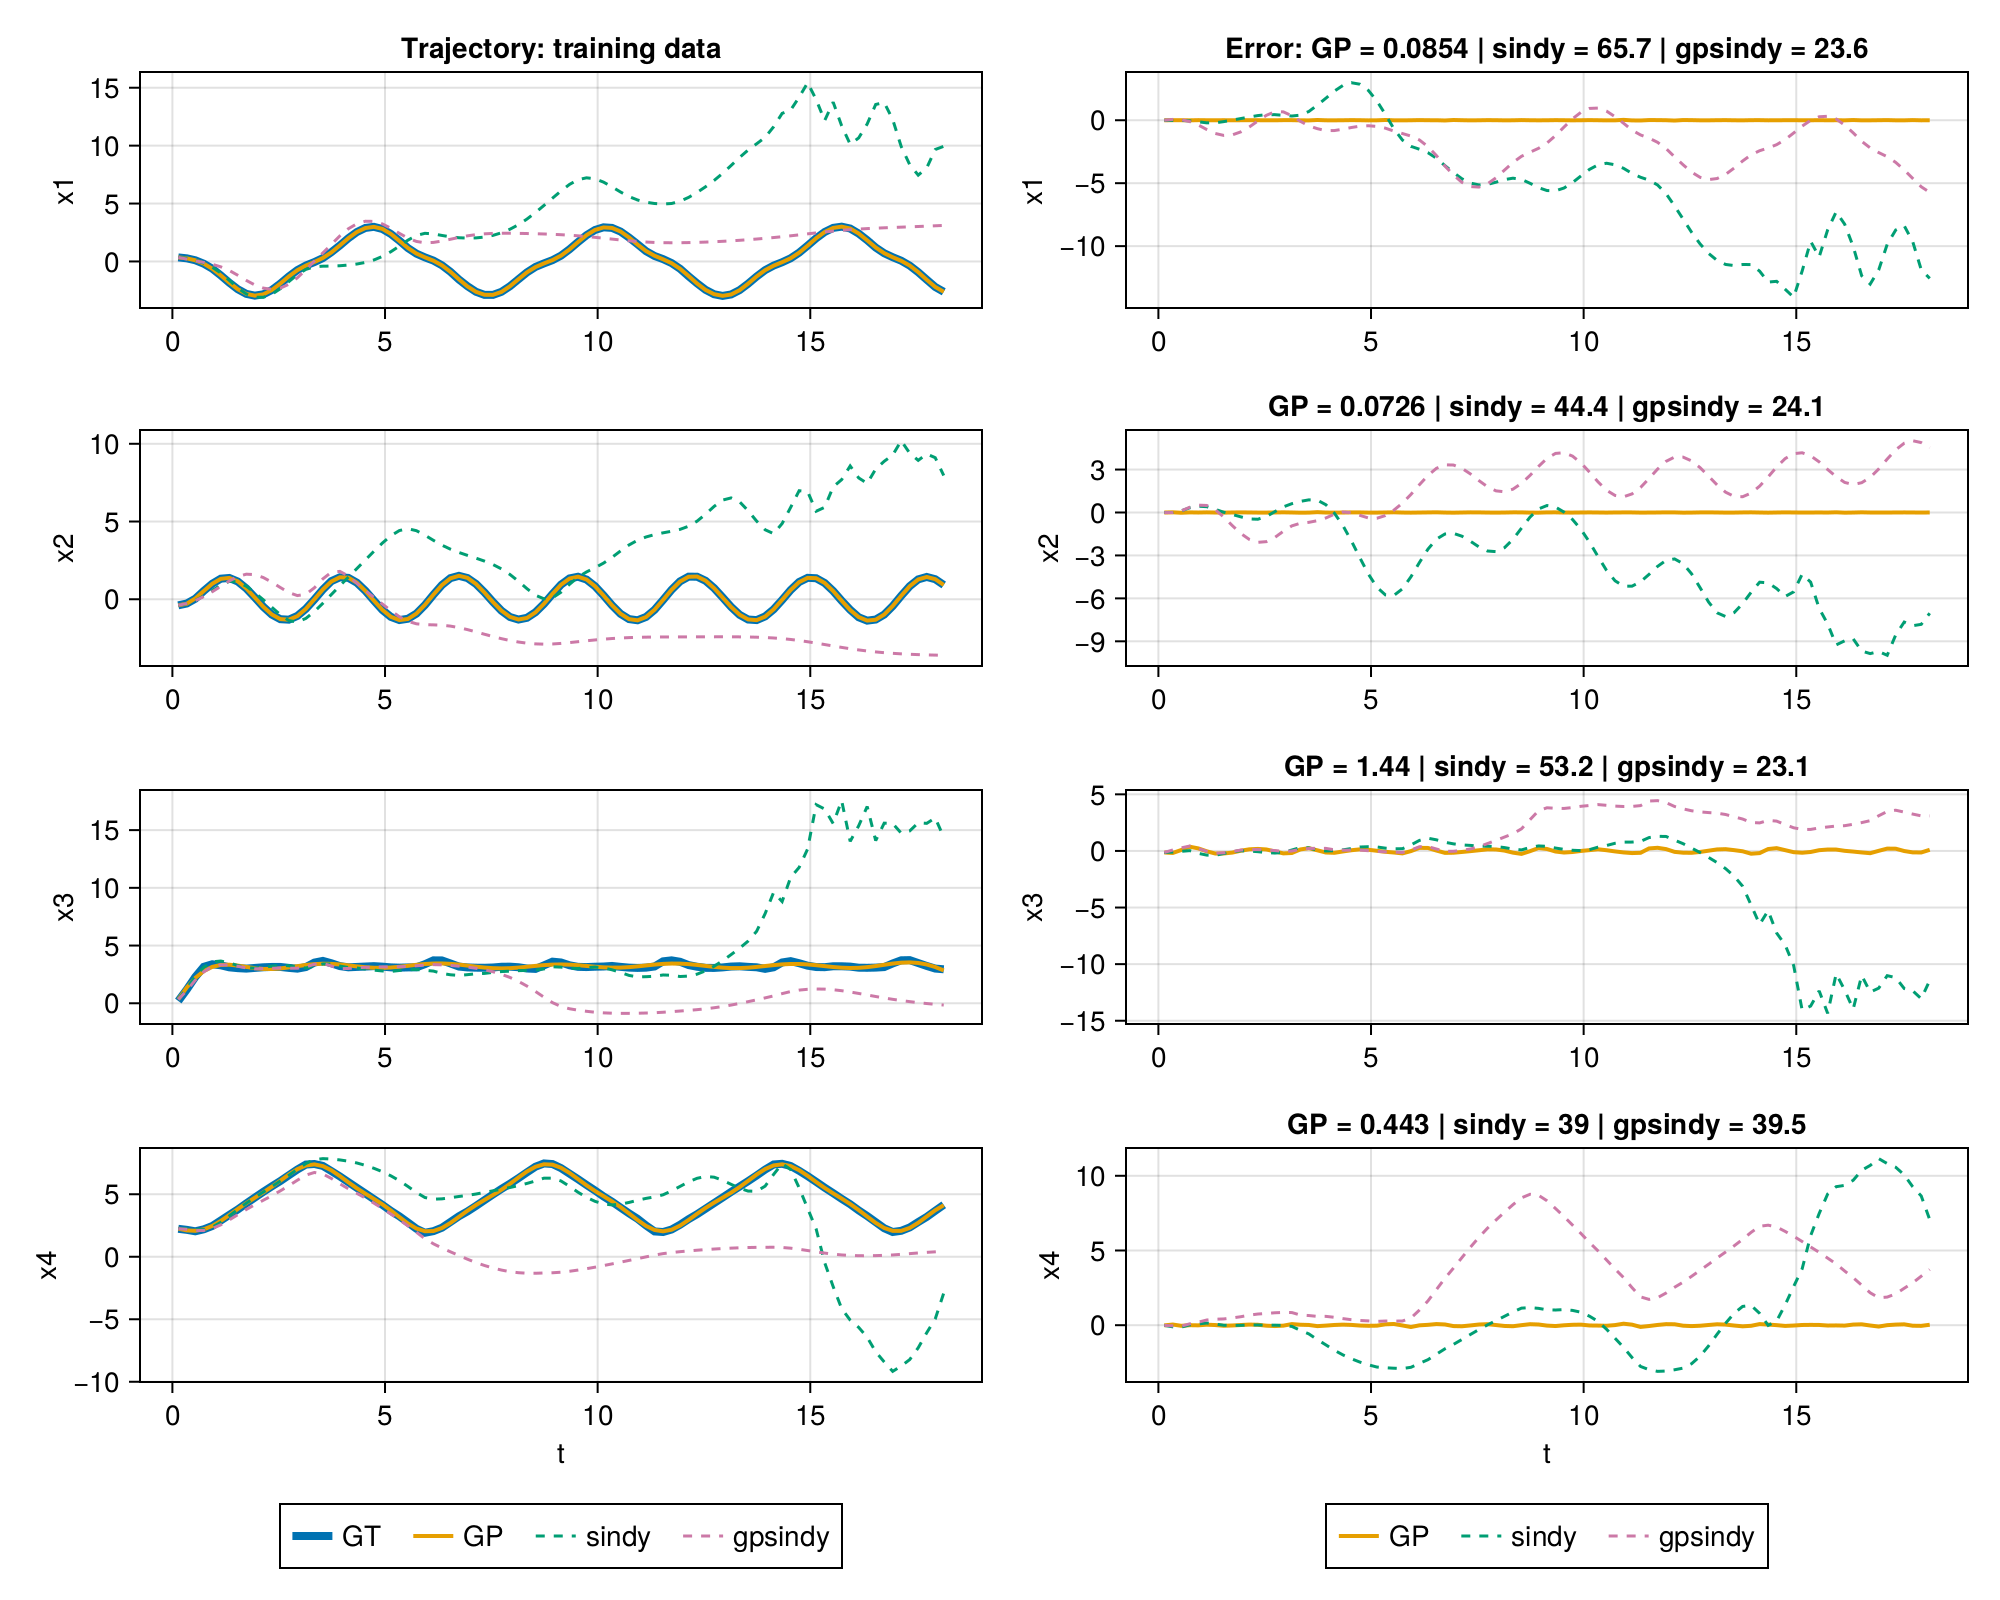 Trajectory: training data
15
10
5
0
x1
0 5 10 15
Error: GP = 0.0854 | sindy = 65.7 | gpsindy = 23.6
0
−5
−10
x1
0 5 10 15
10
5
0
x2
0 5 10 15
GP = 0.0726 | sindy = 44.4 | gpsindy = 24.1
3
0
−3
−6
−9
x2
0 5 10 15
15
10
5
0
x3
0 5 10 15
GP = 1.44 | sindy = 53.2 | gpsindy = 23.1
5
0
−5
−10
−15
x3
0 5 10 15
5
0
−5
−10
x4
0 5 10 15
t
GP = 0.443 | sindy = 39 | gpsindy = 39.5
10
5
0
x4
0 5 10 15
t
GT GP sindy gpsindy
GP sindy gpsindy